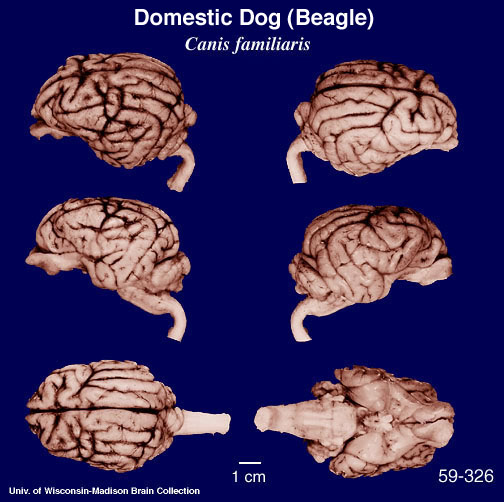 Domestic Dog (Beagle)
Canis familiaris
1 cm
59-326
Univ. of Wisconsin-Madison Brain Collection